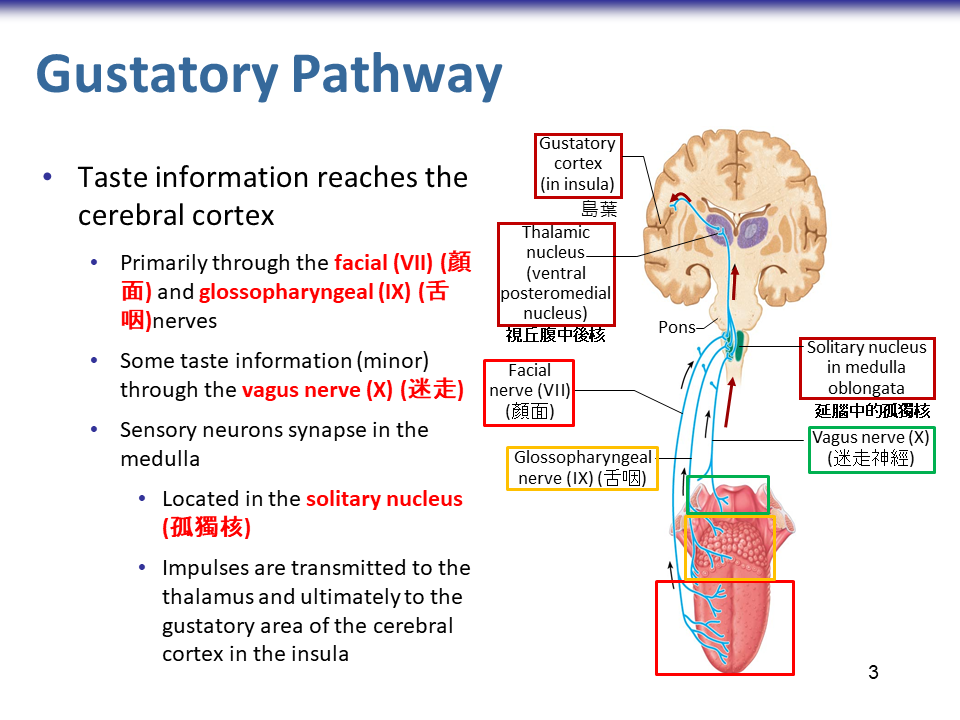 Gustatory Pathway
• Taste information reaches the
cerebral cortex
• Primarily through the facial (VII) (顏
面) and glossopharyngeal (IX) (舌
咽)nerves
• Some taste information (minor)
through the vagus nerve (X) (迷走)
• Sensory neurons synapse in the
medulla
• Located in the solitary nucleus
(孤獨核)
• Impulses are transmitted to the
thalamus and ultimately to the
gustatory area of the cerebral
cortex in the insula
Gustatory
cortex
(in insula)
島葉
Thalamic
nucleus
(ventral
posteromedial
nucleus)
視丘腹中後核
Pons
Solitary nucleus
in medulla
oblongata
延腦中的孤獨核
Facial
nerve (VII)
(顏面)
Vagus nerve (X)
(迷走神經)
Glossopharyngeal
nerve (IX) (舌咽)
3